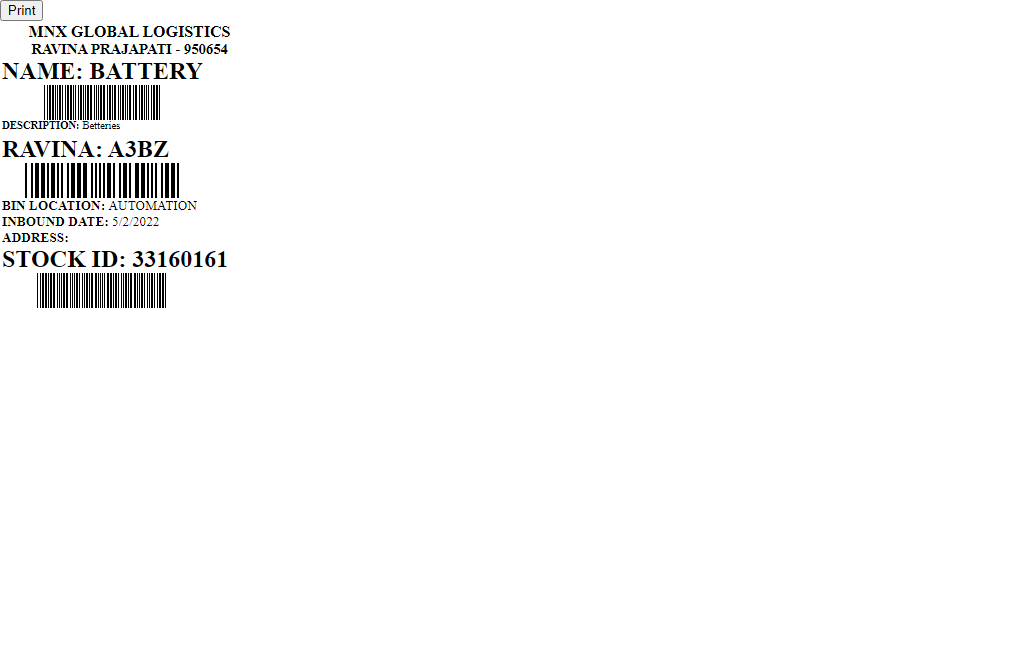 Print
MNX GLOBAL LOGISTICS
RAVINA PRAJAPATI - 950654
NAME: BATTERY
DESCRIPTION: Betteries
RAVINA: A3BZ
BIN LOCATION: AUTOMATION
INBOUND DATE: 5/2/2022
ADDRESS:
STOCK ID: 33160161